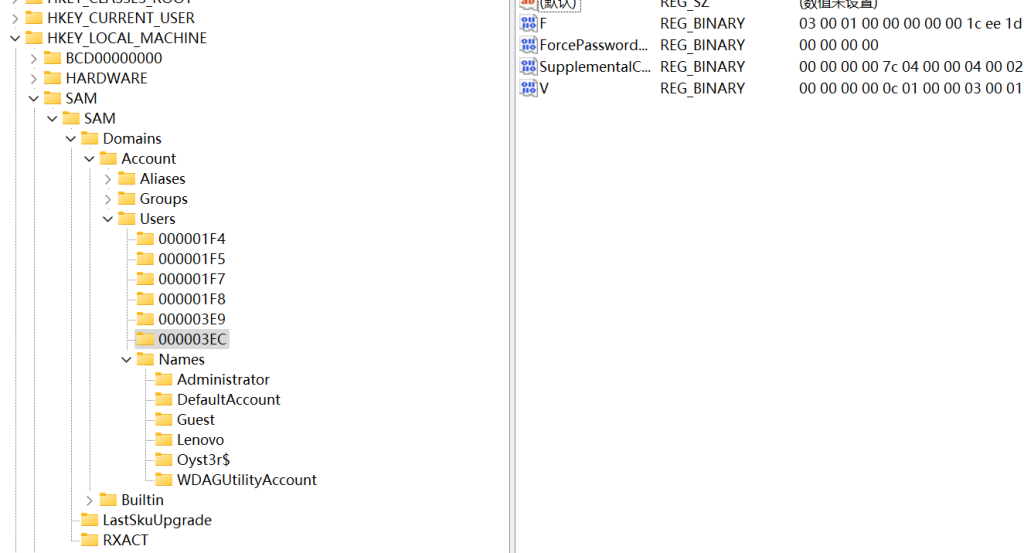 HKEY_CLASSES_ROOT
HKEY_CURRENT_USER
HKEY_LOCAL_MACHINE
BCD00000000
HARDWARE
SAM
SAM
Domains
Account
Aliases
Groups
Users
000001F4
000001F5
000001F7
000001F8
000003E9
000003EC
Names
Administrator
DefaultAccount
Guest
Lenovo
Oyst3r$
WDAGUtilityAccount
Builtin
LastSkuUpgrade
RXACT
(默认) REG_SZ (数值未设置)
F REG_BINARY 03 00 01 00 00 00 00 00 1c ee 1d
ForcePassword... REG_BINARY 00 00 00 00
SupplementalC... REG_BINARY 00 00 00 00 7c 04 00 00 04 00 02
V REG_BINARY 00 00 00 00 0c 01 00 00 03 00 01